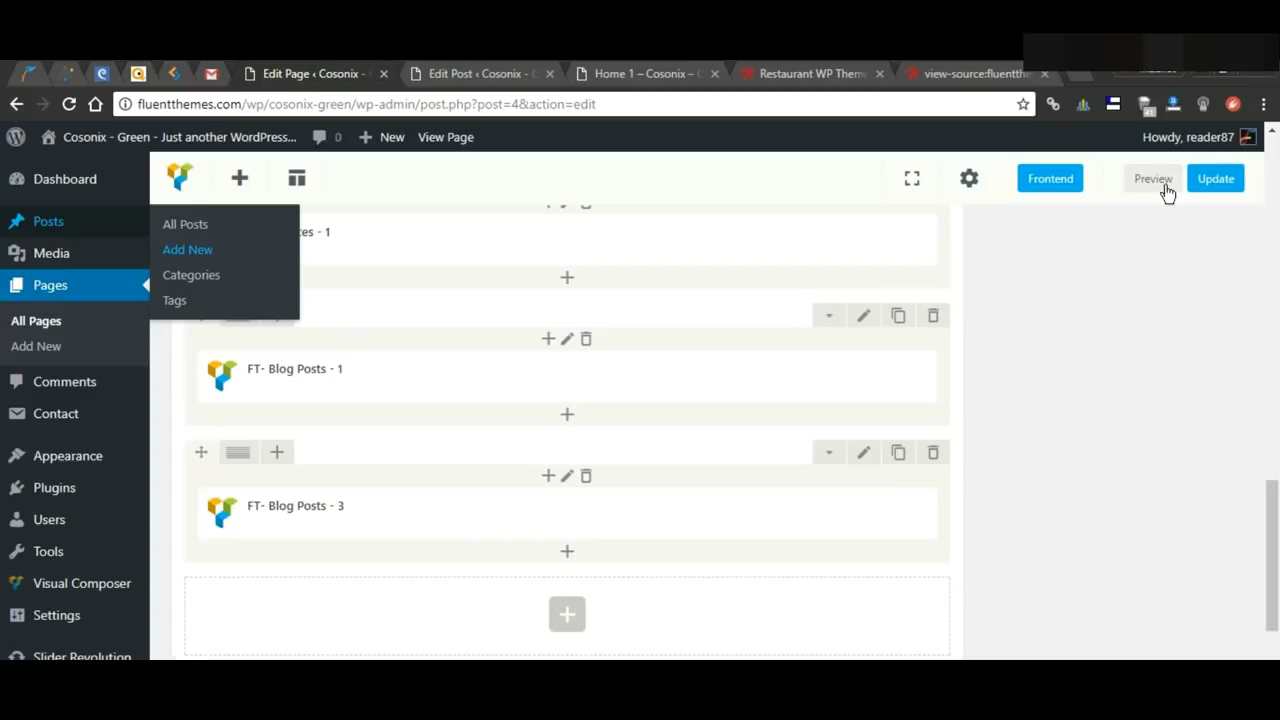 Edit Page ‹ Cosonix -
Edit Post ‹ Cosonix -
Home 1 – Cosonix –
Restaurant WP Them
view-source:fluentth
fluentthemes.com/wp/cosonix-green/wp-admin/post.php?post=4&action=edit
41
Cosonix - Green - Just another WordPress...
0
New
View Page
Howdy, reader87
Dashboard
Posts
Media
Pages
All Pages
Add New
Comments
Contact
Appearance
Plugins
Users
Tools
Visual Composer
Settings
Slider Revolution
All Posts
Add New
Categories
Tags
Frontend
Preview
Update
es - 1
FT- Blog Posts - 1
FT- Blog Posts - 3